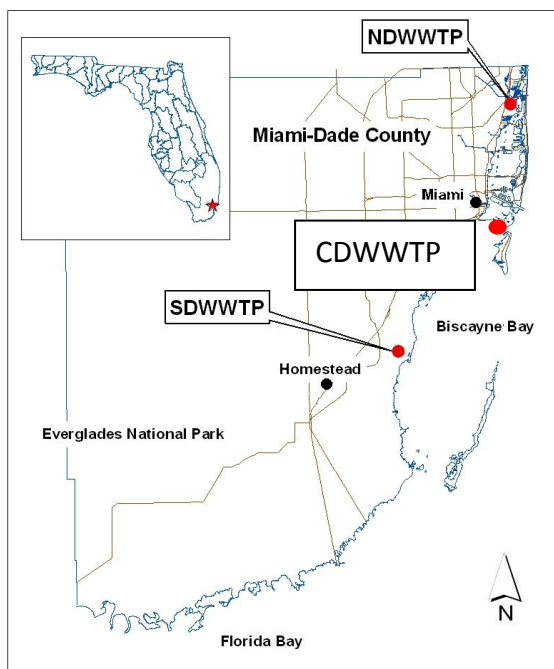 NDWWTP
Miami-Dade County
Miami
CDWWTP
SDWWTP
Biscayne Bay
Homestead
Everglades National Park
N
Florida Bay